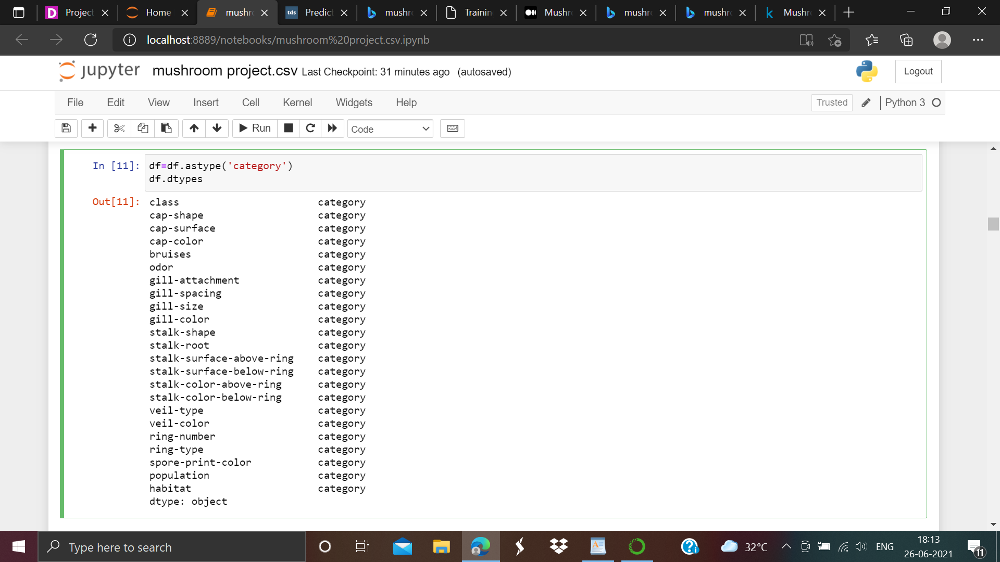 Project
Home
mushr
tds Predict
mushr
Trainin
Mushr
mushr
mushr
k Mushr
localhost:8889/notebooks/mushroom%20project.csv.ipynb
jupyter mushroom project.csv Last Checkpoint: 31 minutes ago (autosaved)
Logout
File Edit View Insert Cell Kernel Widgets Help
Trusted
Python 3
Run
Code
In [11]: df=df.astype('category')
df.dtypes
Out[11]: class category
cap-shape category
cap-surface category
cap-color category
bruises category
odor category
gill-attachment category
gill-spacing category
gill-size category
gill-color category
stalk-shape category
stalk-root category
stalk-surface-above-ring category
stalk-surface-below-ring category
stalk-color-above-ring category
stalk-color-below-ring category
veil-type category
veil-color category
ring-number category
ring-type category
spore-print-color category
population category
habitat category
dtype: object
Type here to search
32°C
ENG
18:13
26-06-2021
11